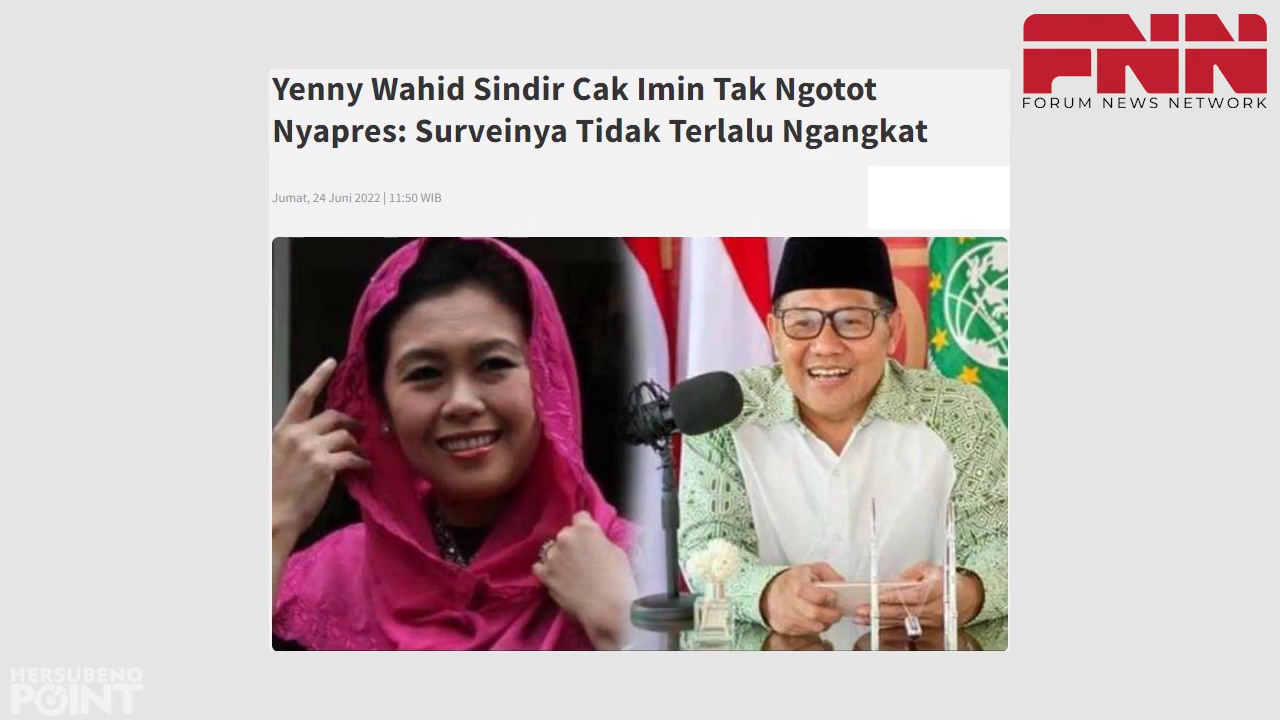 FNN
FORUM NEWS NETWORK
Yenny Wahid Sindir Cak Imin Tak Ngotot
Nyapres: Surveinya Tidak Terlalu Ngangkat
Jumat, 24 Juni 2022 | 11:50 WIB
HERSUBENO
POINT